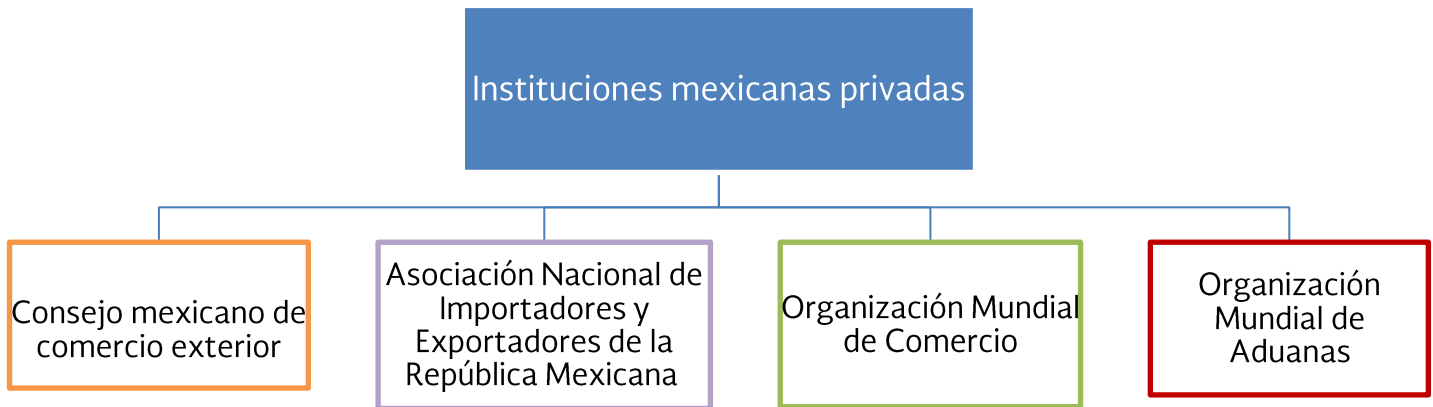 Instituciones mexicanas privadas
Consejo mexicano de
comercio exterior
Asociación Nacional de
Importadores y
Exportadores de la
República Mexicana
Organización Mundial
de Comercio
Organización
Mundial de
Aduanas